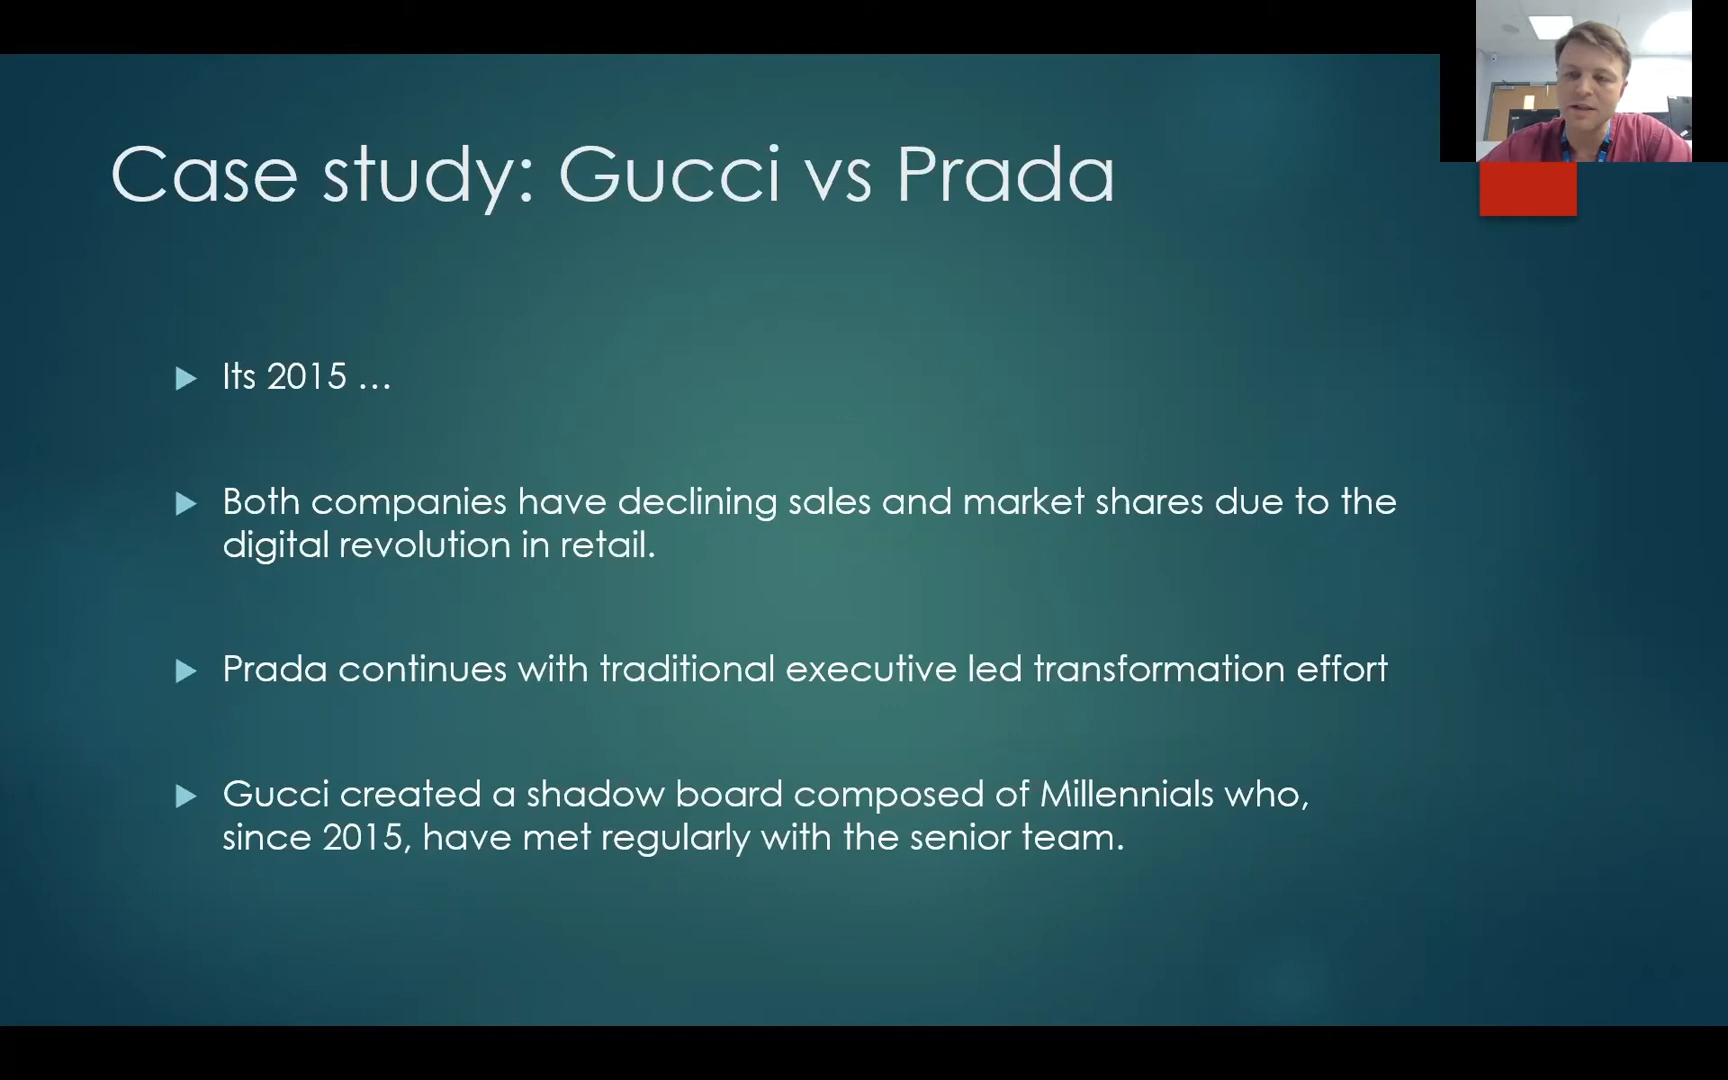 Case study: Gucci vs Prada
Its 2015 …
Both companies have declining sales and market shares due to the
digital revolution in retail.
Prada continues with traditional executive led transformation effort
Gucci created a shadow board composed of Millennials who,
since 2015, have met regularly with the senior team.